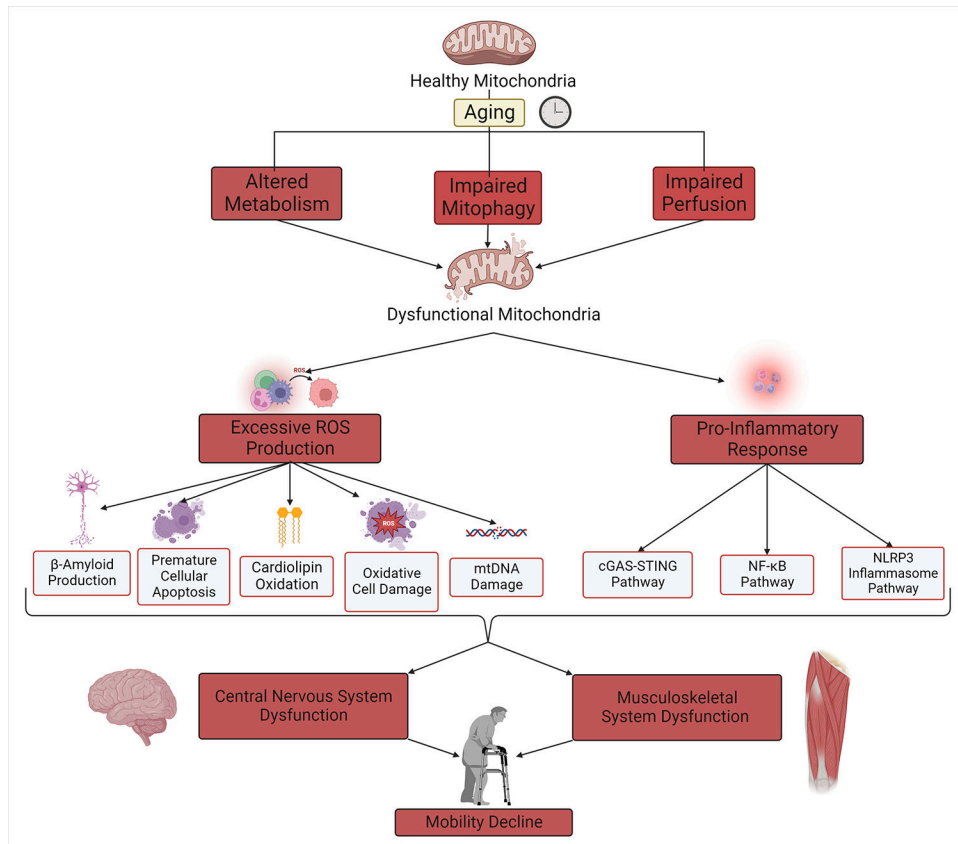 Healthy Mitochondria
Aging
Altered
Metabolism
Impaired
Mitophagy
Impaired
Perfusion
Dysfunctional Mitochondria
ROS
Excessive ROS
Production
Pro-Inflammatory
Response
ROS
β-Amyloid
Production
Premature
Cellular
Apoptosis
Cardiolipin
Oxidation
Oxidative
Cell Damage
mtDNA
Damage
cGAS-STING
Pathway
NF-κB
Pathway
NLRP3
Inflammasome
Pathway
Central Nervous System
Dysfunction
Musculoskeletal
System Dysfunction
Mobility Decline